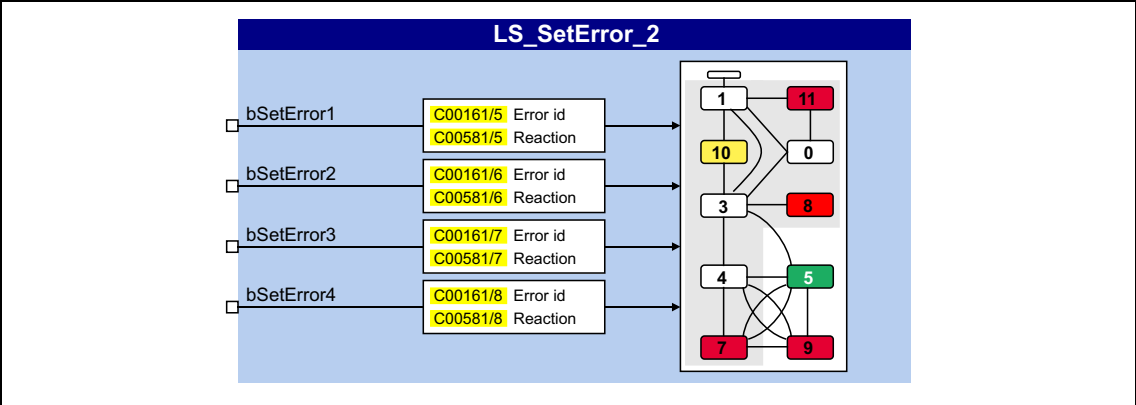 LS_SetError_2
bSetError1
C00161/5 Error id
C00581/5 Reaction
bSetError2
C00161/6 Error id
C00581/6 Reaction
bSetError3
C00161/7 Error id
C00581/7 Reaction
bSetError4
C00161/8 Error id
C00581/8 Reaction
1 11
10 0
3 8
4 5
7 9